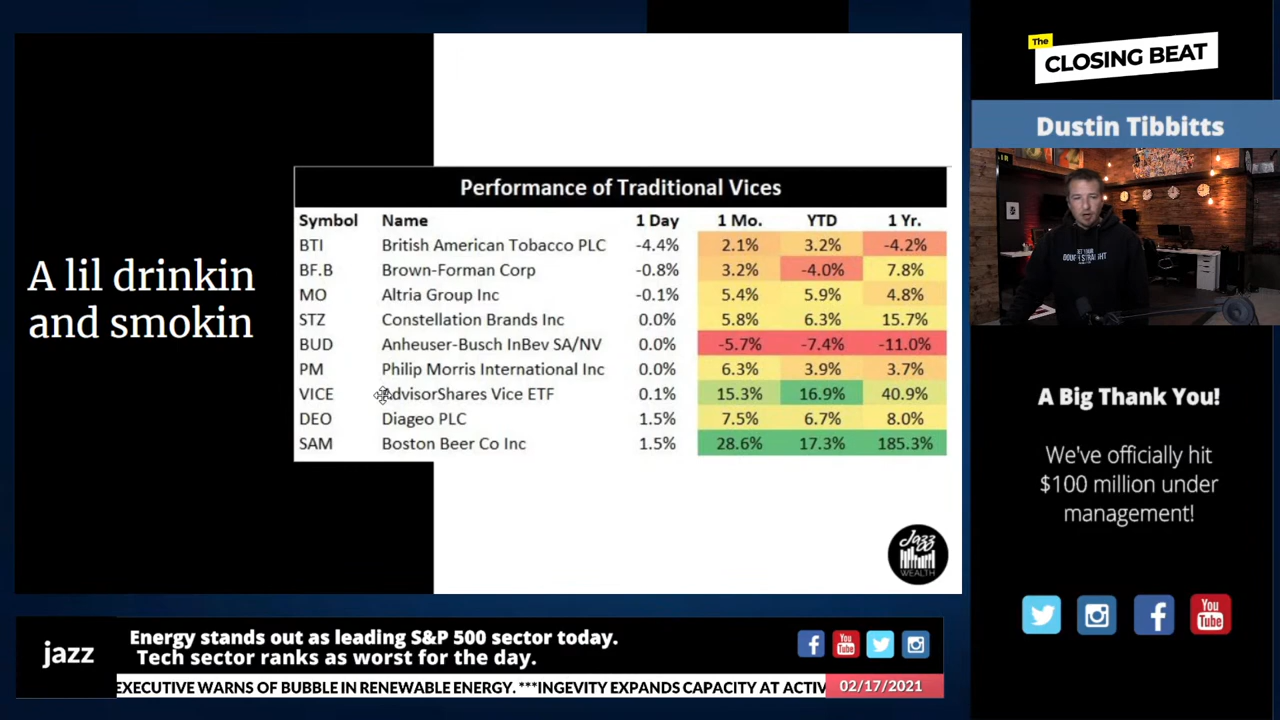 The
CLOSING BEAT
Dustin Tibbitts
A lil drinkin
and smokin
Performance of Traditional Vices
Symbol Name 1 Day 1 Mo. YTD 1 Yr.
BTI British American Tobacco PLC -4.4% 2.1% 3.2% -4.2%
BF.B Brown-Forman Corp -0.8% 3.2% -4.0% 7.8%
MO Altria Group Inc -0.1% 5.4% 5.9% 4.8%
STZ Constellation Brands Inc 0.0% 5.8% 6.3% 15.7%
BUD Anheuser-Busch InBev SA/NV 0.0% -5.7% -7.4% -11.0%
PM Philip Morris International Inc 0.0% 6.3% 3.9% 3.7%
VICE AdvisorShares Vice ETF 0.1% 15.3% 16.9% 40.9%
DEO Diageo PLC 1.5% 7.5% 6.7% 8.0%
SAM Boston Beer Co Inc 1.5% 28.6% 17.3% 185.3%
Jazz
WEALTH
GET YOUR
DOUGH STRAIGHT
A Big Thank You!
We've officially hit
$100 million under
management!
You
Tube
jazz
Energy stands out as leading S&P 500 sector today.
Tech sector ranks as worst for the day.
You
Tube
EXECUTIVE WARNS OF BUBBLE IN RENEWABLE ENERGY. ***INGEVITY EXPANDS CAPACITY AT ACTIV
02/17/2021